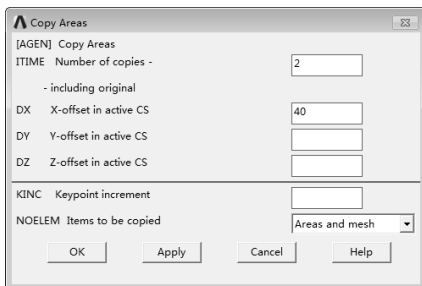 Copy Areas
[AGEN] Copy Areas
ITIME Number of copies - 2
- including original
DX X-offset in active CS 40
DY Y-offset in active CS
DZ Z-offset in active CS
KINC Keypoint increment
NOELEM Items to be copied Areas and mesh
OK Apply Cancel Help